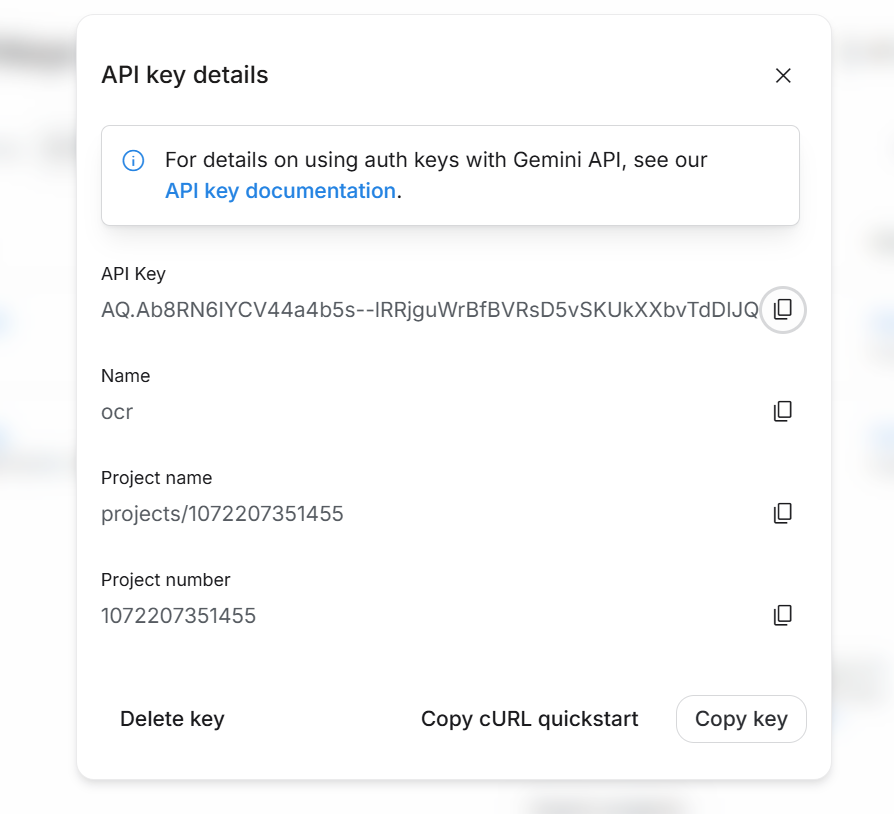 API key details
For details on using auth keys with Gemini API, see our
API key documentation.
API Key
AQ.Ab8RN6IYCV44a4b5s--IRRjguWrBfBVRsD5vSKUkXXbvTdDIJQ
Name
ocr
Project name
projects/1072207351455
Project number
1072207351455
Delete key
Copy cURL quickstart
Copy key